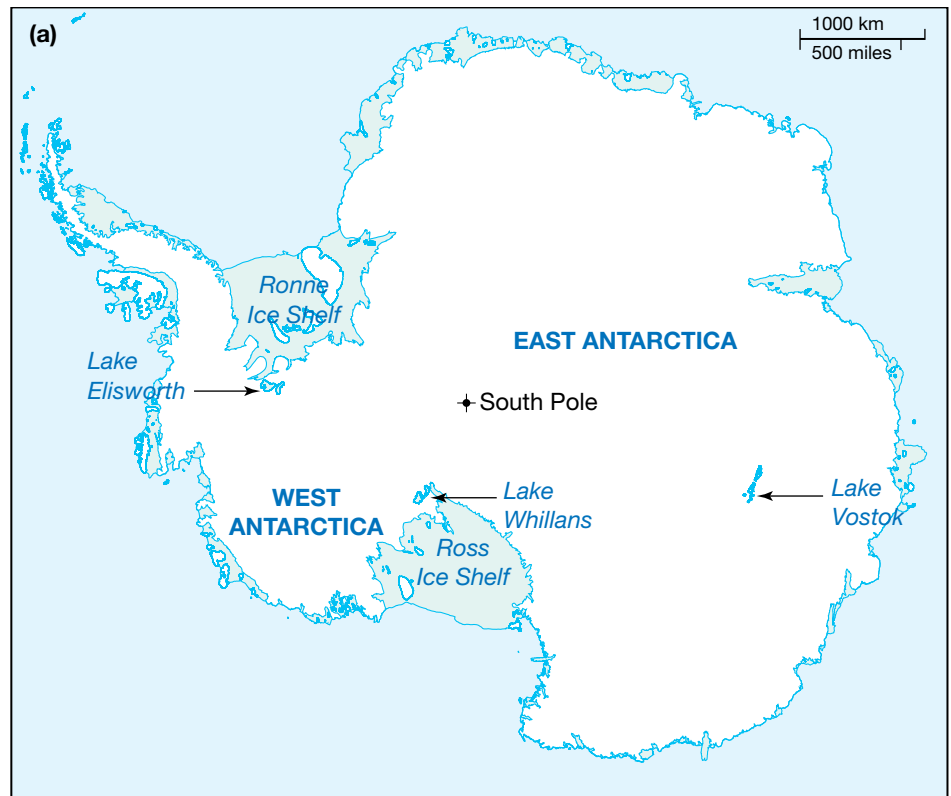 (a)
1000 km
500 miles
Ronne
Ice Shelf
EAST ANTARCTICA
Lake
Elisworth
South Pole
WEST
ANTARCTICA
Lake
Whillans
Lake
Vostok
Ross
Ice Shelf